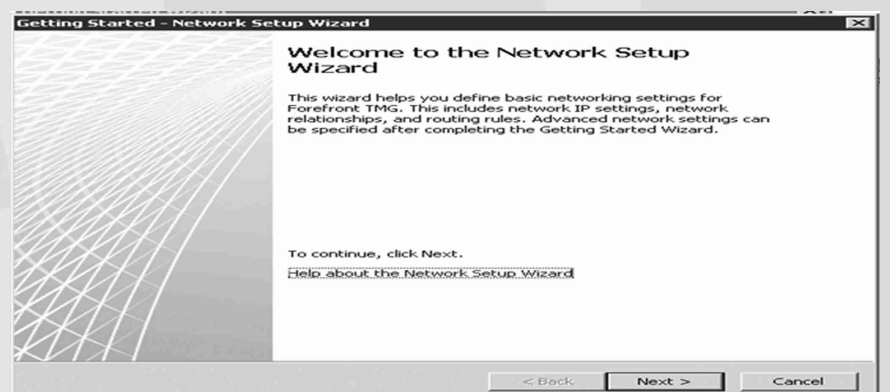 Getting Started - Network Setup Wizard
Welcome to the Network Setup
Wizard
This wizard helps you define basic networking settings for
Forefront TMG. This includes network IP settings, network
relationships, and routing rules. Advanced network settings can
be specified after completing the Getting Started Wizard.
To continue, click Next.
Help about the Network Setup Wizard
< Back Next > Cancel